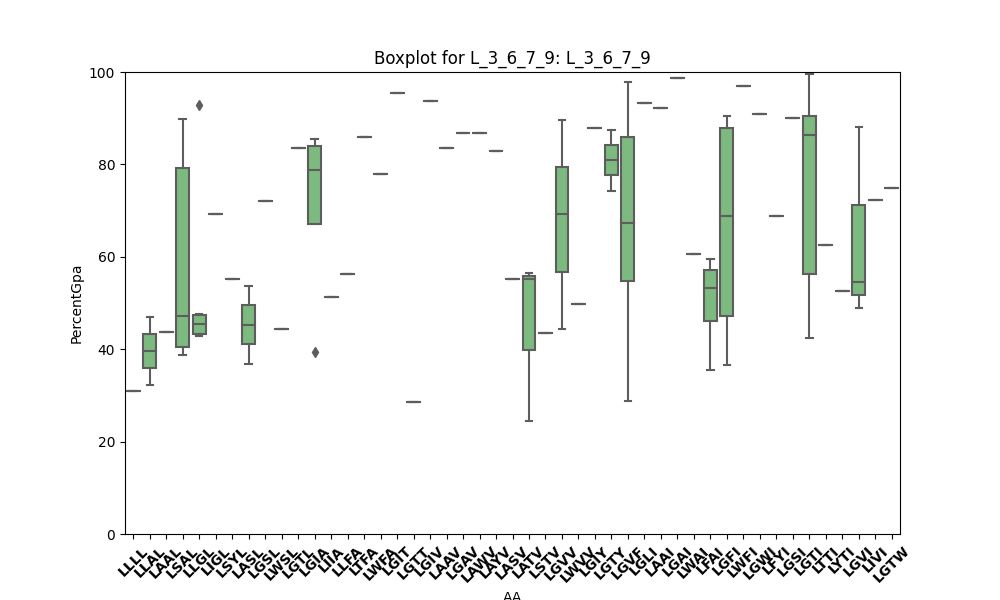 Boxplot for L_3_6_7_9: L_3_6_7_9
PercentGpa
100
80
60
40
20
0
LLLL LLAL LAAL LSAL LLGL LIGL LSYL LASL LGSL LWSL LGTL LGIA LIIA LLFA LTFA LWFA LGIT LGTT LGIV LAAV LGAV LAWV LAYV LASV LATV LSTV LGVV LWVV LGIY LGTY LGVF LGLI LAAI LGAI LWAI LFAI LGFI LWFI LGWI LFYI LGSI LGTI LTTI LYTI LGVI LIVI LGTW
AA